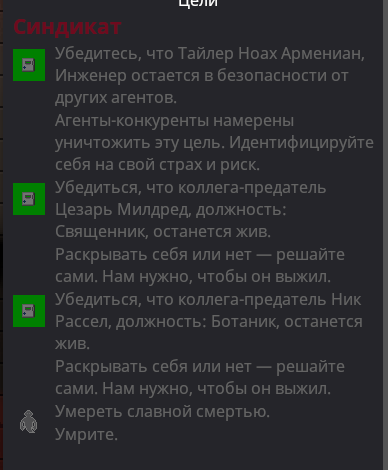 Цели
Синдикат
Убедитесь, что Тайлер Ноах Армениан,
Инженер остается в безопасности от
других агентов.
Агенты-конкуренты намерены
уничтожить эту цель. Идентифицируйте
себя на свой страх и риск.
Убедиться, что коллега-предатель
Цезарь Милдред, должность:
Священник, останется жив.
Раскрывать себя или нет — решайте
сами. Нам нужно, чтобы он выжил.
Убедиться, что коллега-предатель Ник
Рассел, должность: Ботаник, останется
жив.
Раскрывать себя или нет — решайте
сами. Нам нужно, чтобы он выжил.
Умереть славной смертью.
Умрите.